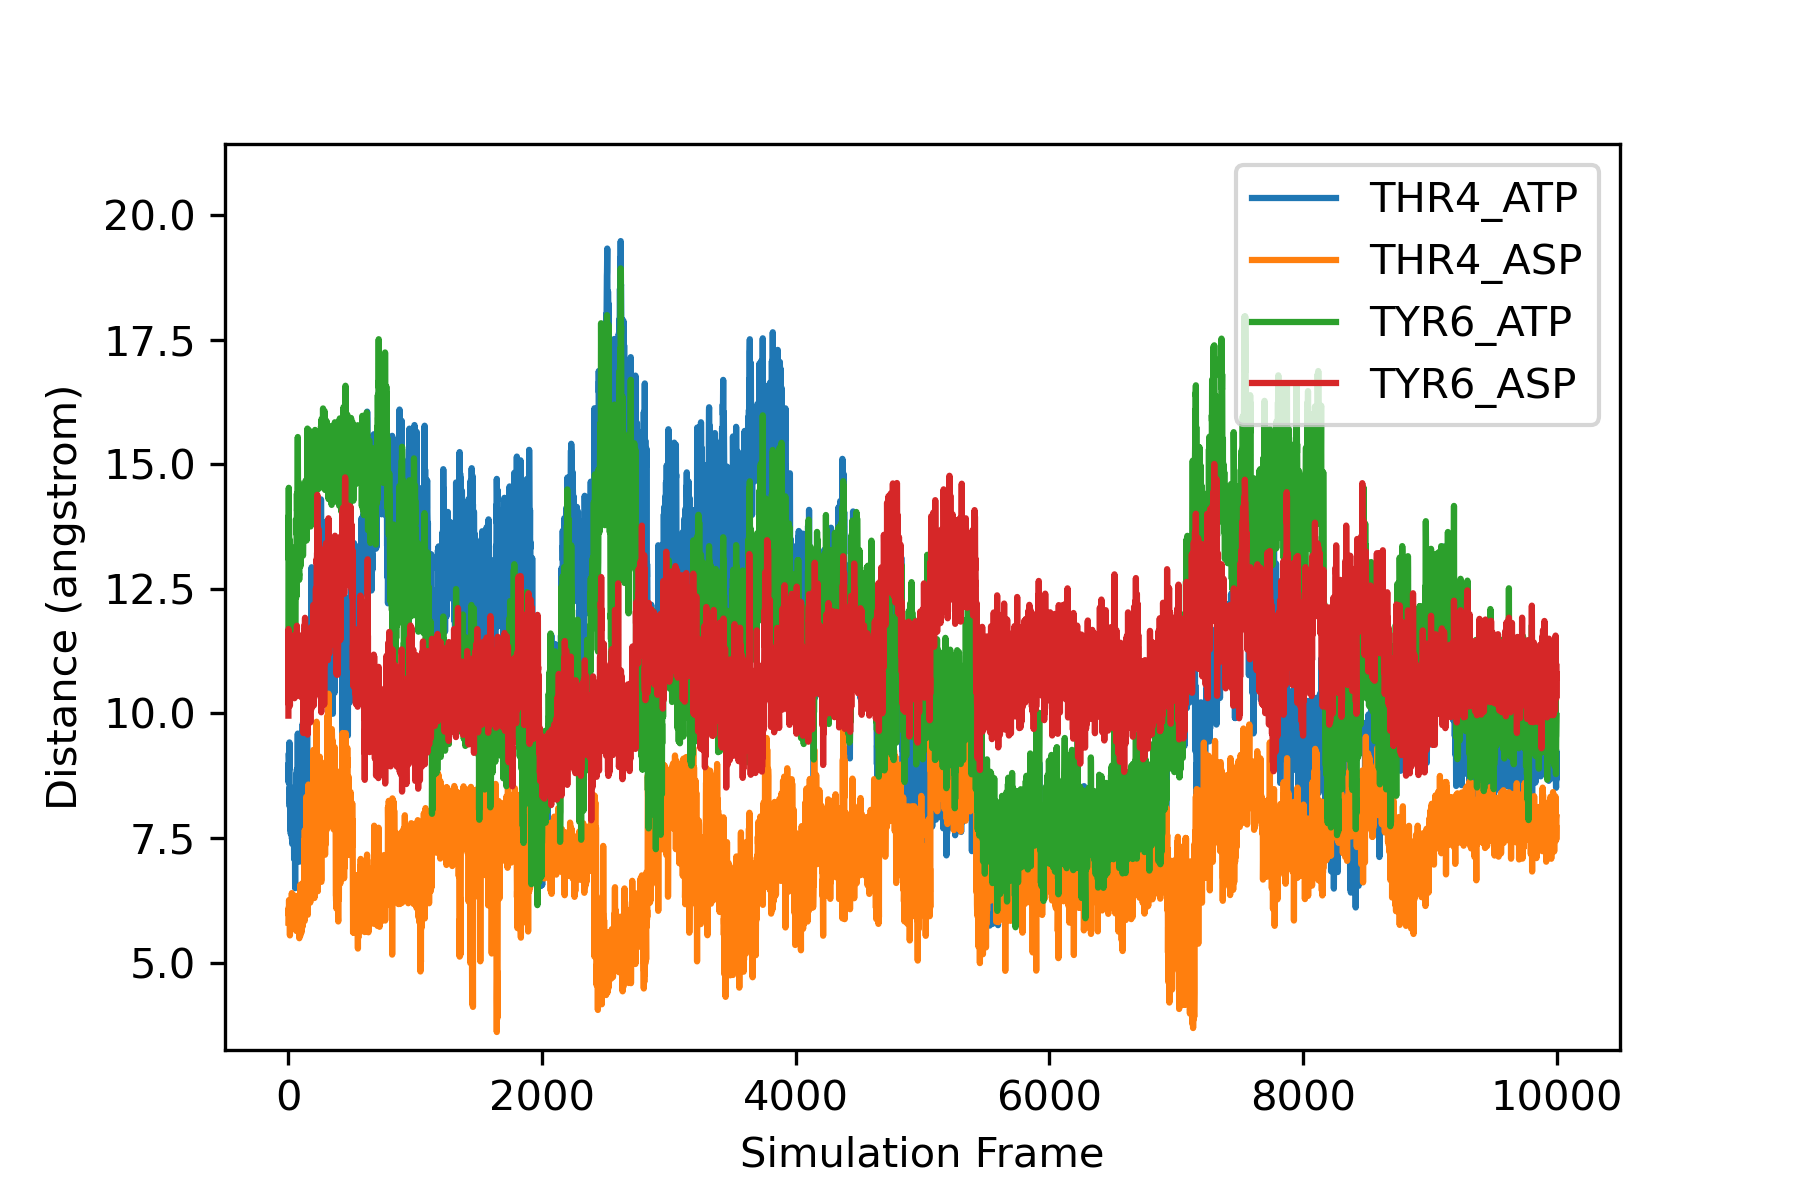 THR4_ATP
THR4_ASP
TYR6_ATP
TYR6_ASP
20.0
17.5
15.0
12.5
10.0
7.5
5.0
Distance (angstrom)
0 2000 4000 6000 8000 10000
Simulation Frame